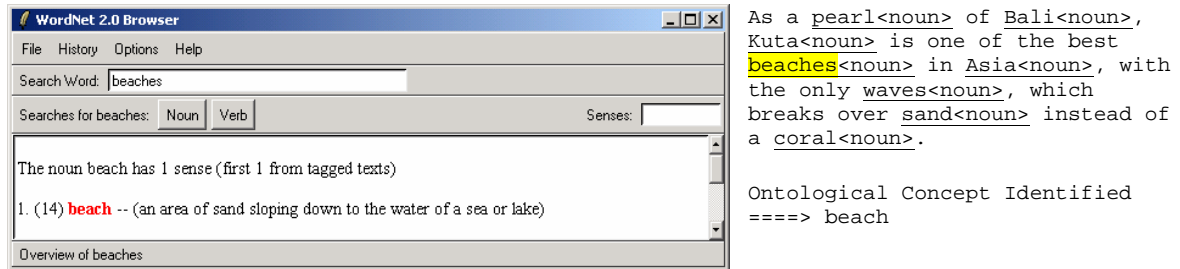 WordNet 2.0 Browser
File History Options Help
Search Word: beaches
Searches for beaches: Noun Verb Senses:
The noun beach has 1 sense (first 1 from tagged texts)
1. (14) beach -- (an area of sand sloping down to the water of a sea or lake)
Overview of beaches
As a pearl<noun> of Bali<noun>,
Kuta<noun> is one of the best
beaches<noun> in Asia<noun>, with
the only waves<noun>, which
breaks over sand<noun> instead of
a coral<noun>.
Ontological Concept Identified
====> beach